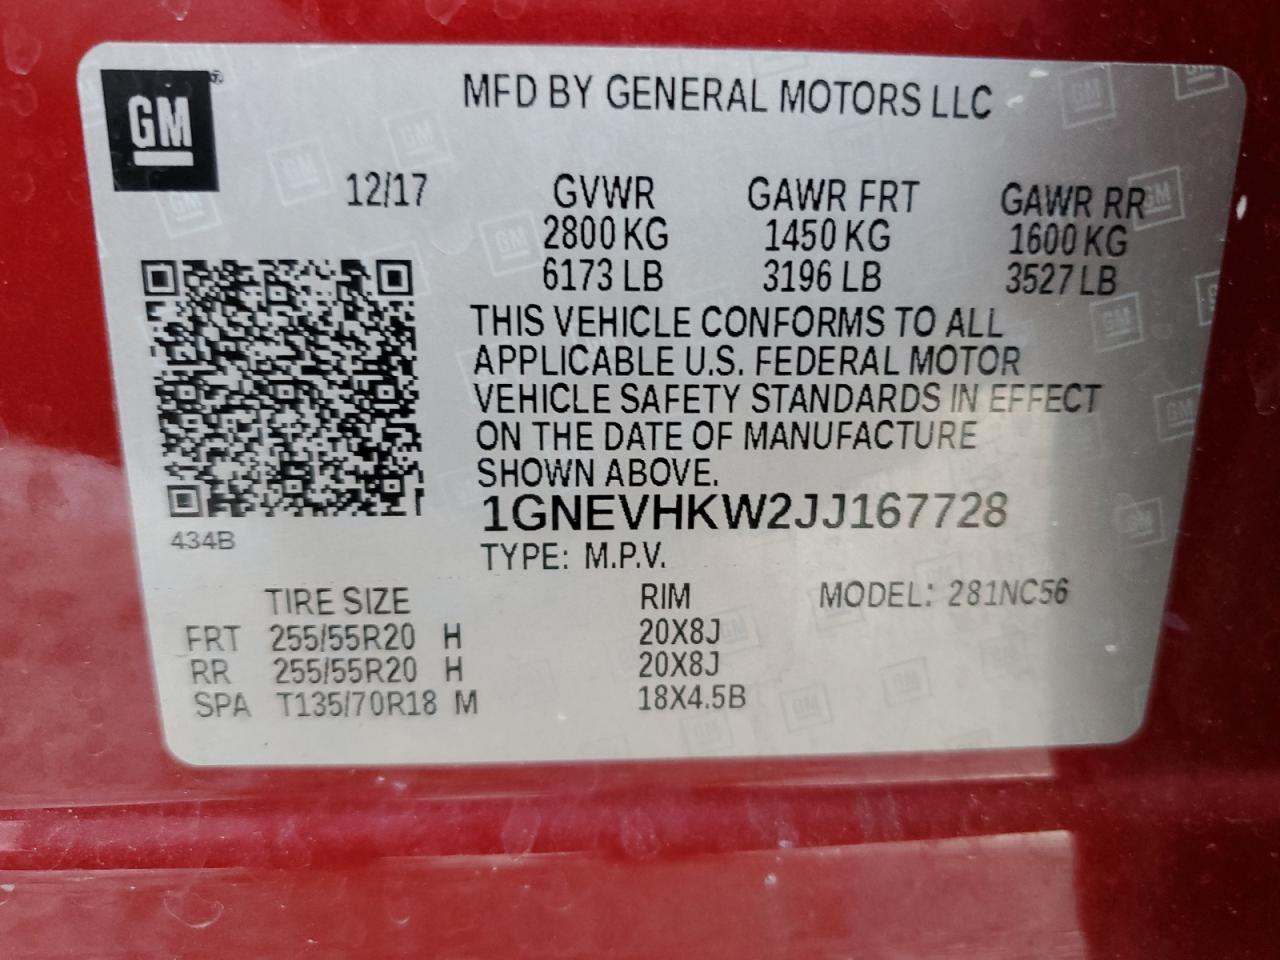 GM
MFD BY GENERAL MOTORS LLC
12/17 GVWR GAWR FRT GAWR RR
2800 KG 1450 KG 1600 KG
6173 LB 3196 LB 3527 LB
THIS VEHICLE CONFORMS TO ALL
APPLICABLE U.S. FEDERAL MOTOR
VEHICLE SAFETY STANDARDS IN EFFECT
ON THE DATE OF MANUFACTURE
SHOWN ABOVE.
1GNEVHKW2JJ167728
434B
TYPE: M.P.V.
TIRE SIZE RIM MODEL: 281NC56
FRT 255/55R20 H 20X8J
RR 255/55R20 H 20X8J
SPA T135/70R18 M 18X4.5B